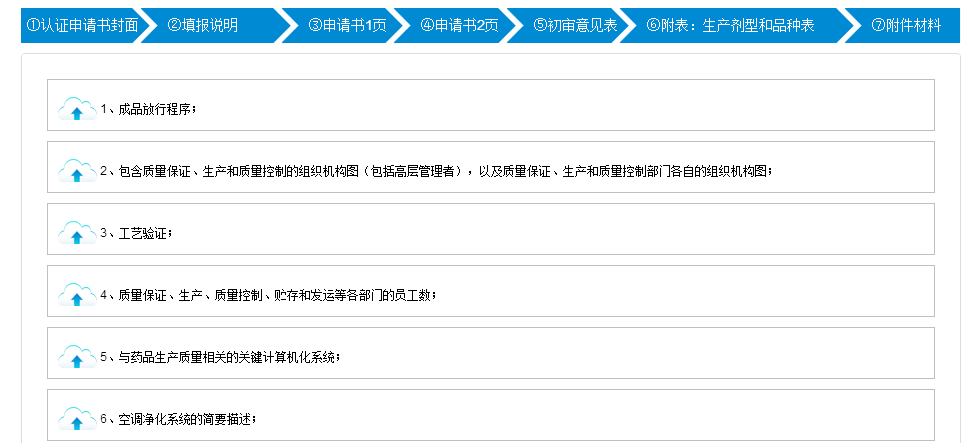 ①认证申请书封面 ②填报说明 ③申请书1页 ④申请书2页 ⑤初审意见表 ⑥附表：生产剂型和品种表 ⑦附件材料
1、成品放行程序；
2、包含质量保证、生产和质量控制的组织机构图（包括高层管理者），以及质量保证、生产和质量控制部门各自的组织机构图；
3、工艺验证；
4、质量保证、生产、质量控制、贮存和发运等各部门的员工数；
5、与药品生产质量相关的关键计算机化系统；
6、空调净化系统的简要描述；